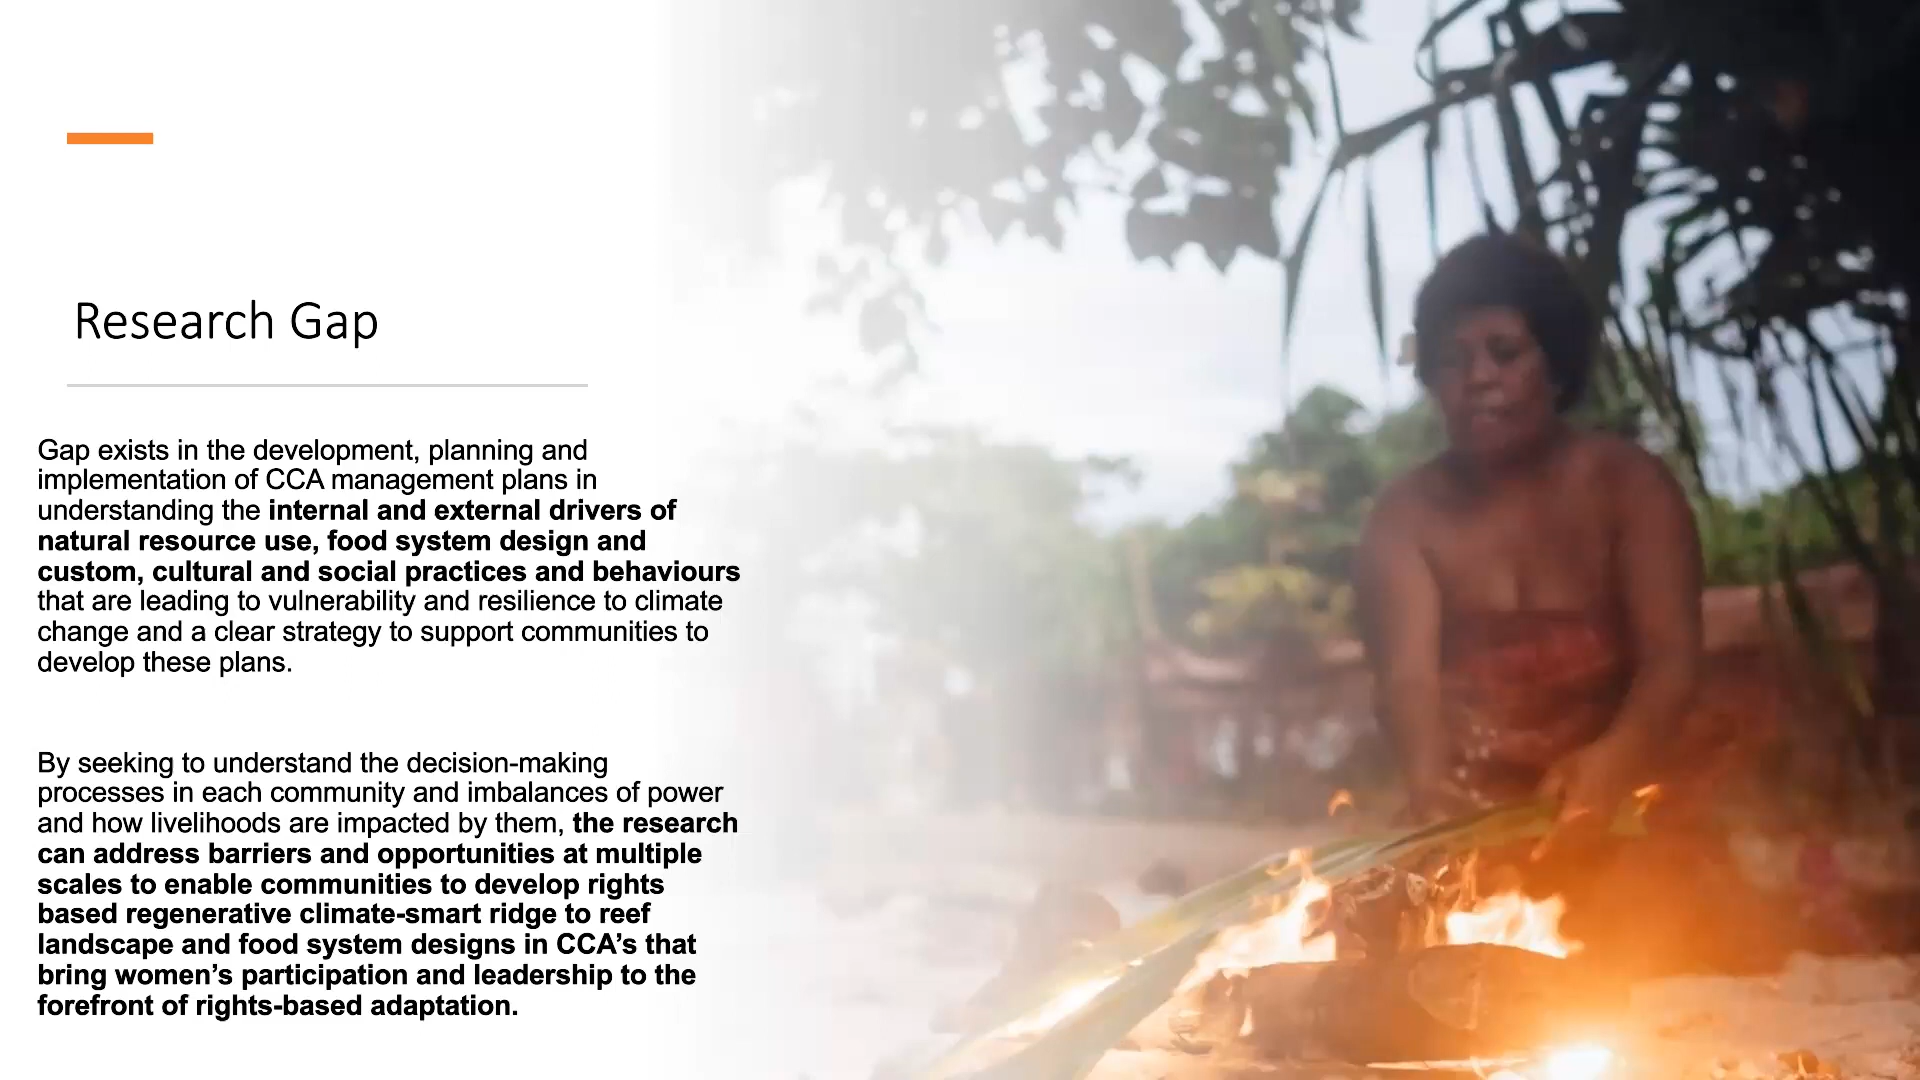 Research Gap
Gap exists in the development, planning and
implementation of CCA management plans in
understanding the internal and external drivers of
natural resource use, food system design and
custom, cultural and social practices and behaviours
that are leading to vulnerability and resilience to climate
change and a clear strategy to support communities to
develop these plans.
By seeking to understand the decision-making
processes in each community and imbalances of power
and how livelihoods are impacted by them, the research
can address barriers and opportunities at multiple
scales to enable communities to develop rights
based regenerative climate-smart ridge to reef
landscape and food system designs in CCA’s that
bring women’s participation and leadership to the
forefront of rights-based adaptation.